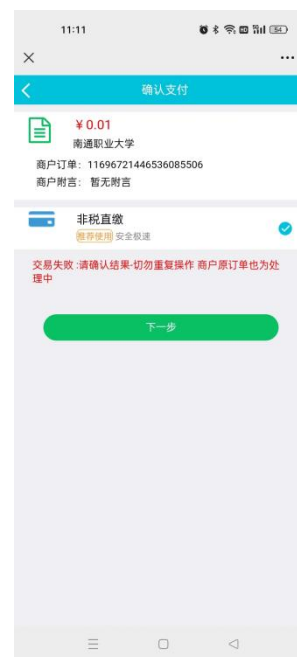 11:11
54
确认支付
¥ 0.01
南通职业大学
商户订单: 11696721446536085506
商户附言: 暂无附言
非税直缴
推荐使用 安全极速
交易失败 :请确认结果-切勿重复操作 商户原订单也为处
理中
下一步